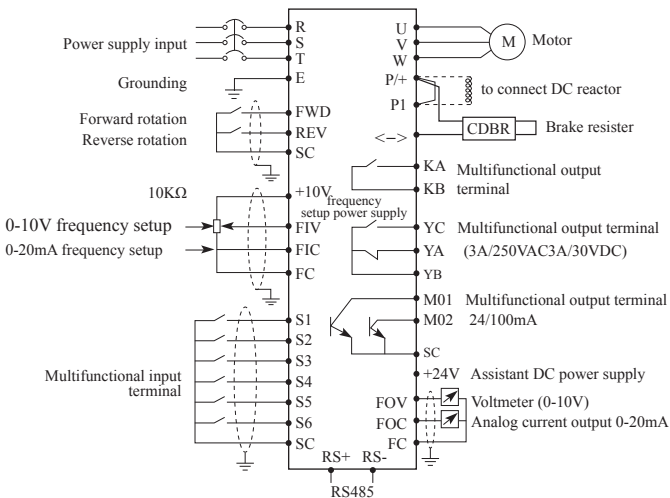 R
Power supply input
S
T
Grounding
E
Forward rotation
FWD
Reverse rotation
REV
SC
10KΩ
+10V
frequency
setup power supply
0-10V frequency setup
FIV
0-20mA frequency setup
FIC
FC
S1
S2
S3
Multifunctional input
terminal
S4
S5
S6
SC
RS+ RS-
RS485
U
V
W
M
Motor
P/+
to connect DC reactor
P1
<->
CDBR
Brake resister
KA Multifunctional output
KB terminal
YC Multifunctional output terminal
YA (3A/250VAC3A/30VDC)
YB
M01 Multifunctional output terminal
M02 24/100mA
SC
+24V Assistant DC power supply
FOV Voltmeter (0-10V)
FOC Analog current output 0-20mA
FC